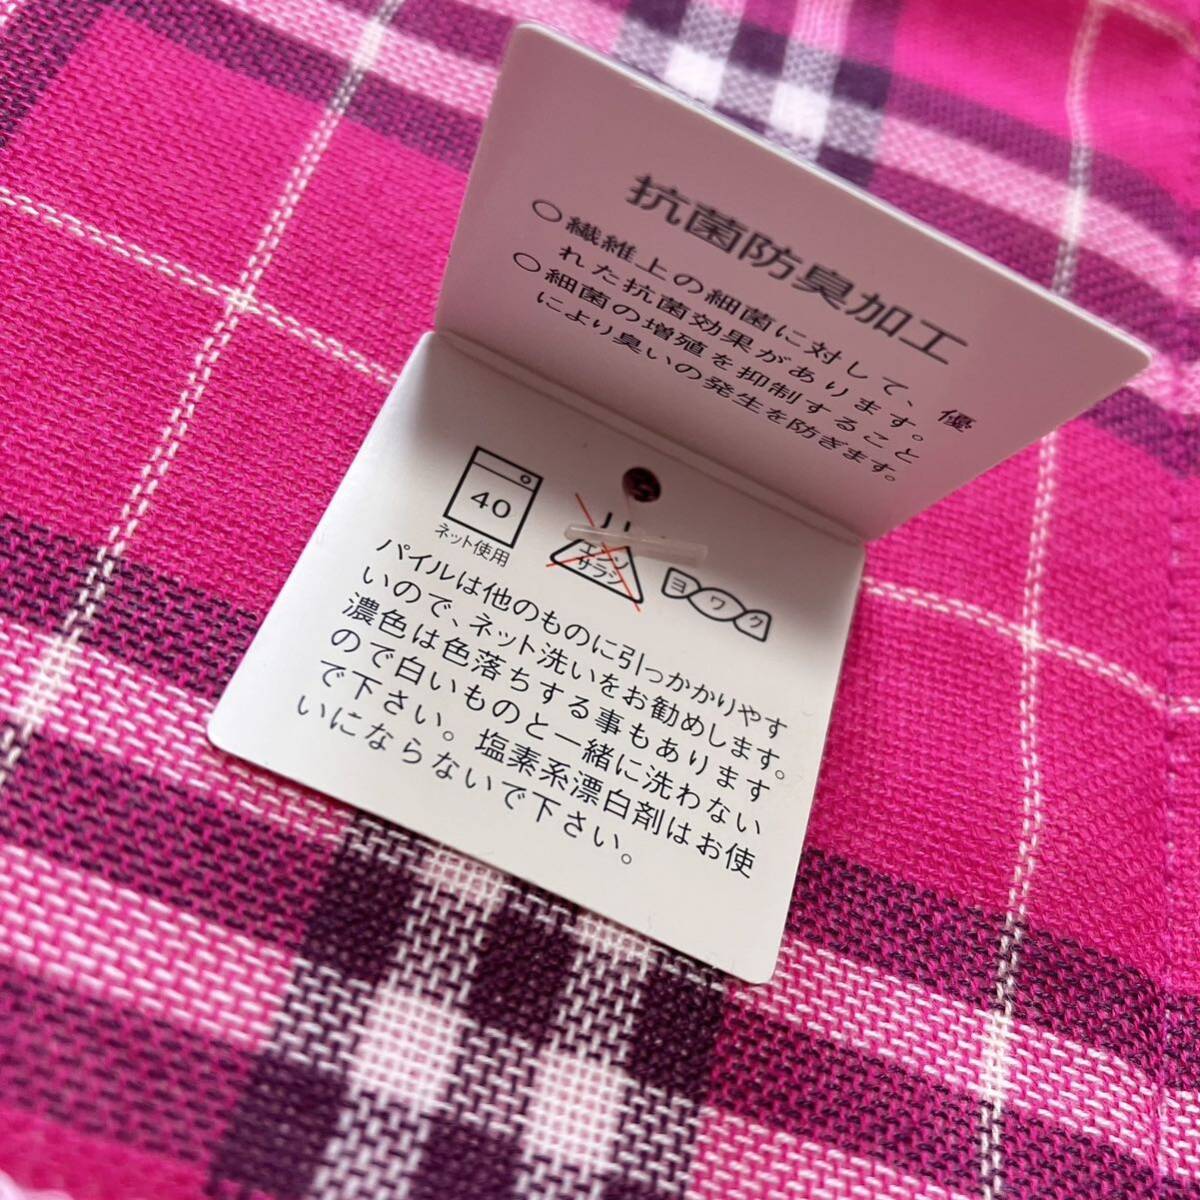 抗菌防臭加工
○繊維上の細菌に対して、優
れた抗菌効果があります。
○細菌の増殖を抑制すること
により臭いの発生を防ぎます。
40
ネット使用
エンソ
サラシ
ヨワク
パイルは他のものに引っかかりやす
いので、ネット洗いをお勧めします。
濃色は色落ちする事もあります
ので白いものと一緒に洗わない
で下さい。塩素系漂白剤はお使
いにならないで下さい。